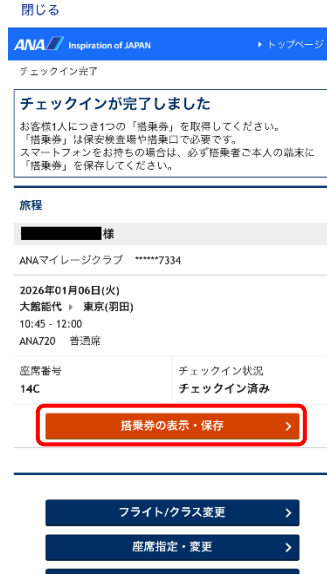 閉じる
ANA Inspiration of JAPAN
トップページ
チェックイン完了
チェックインが完了しました
お客様1人につき1つの「搭乗券」を取得してください。
「搭乗券」は保安検査場や搭乗口で必要です。
スマートフォンをお持ちの場合は、必ず搭乗者ご本人の端末に
「搭乗券」を保存してください。
旅程
様
ANAマイレージクラブ ******7334
2026年01月06日(火)
大館能代 ▸ 東京(羽田)
10:45 - 12:00
ANA720 普通席
座席番号
14C
チェックイン状況
チェックイン済み
搭乗券の表示・保存
フライト/クラス変更
座席指定・変更